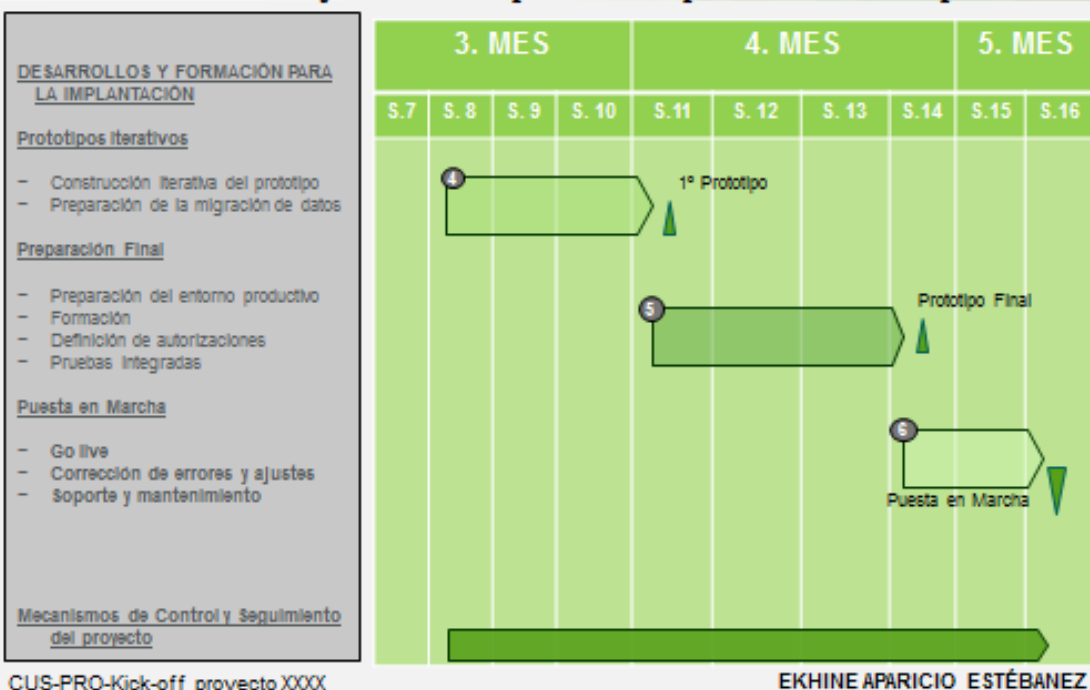 DESARROLLOS Y FORMACIÓN PARA
LA IMPLANTACIÓN
Prototipos Iterativos
- Construcción Iterativa del prototipo
- Preparación de la migración de datos
Preparación Final
- Preparación del entorno productivo
- Formación
- Definición de autorizaciones
- Pruebas Integradas
Puesta en Marcha
- Go live
- Corrección de errores y ajustes
- Soporte y mantenimiento
Mecanismos de Control y Seguimiento
del proyecto
3. MES 4. MES 5. MES
S.7 S. 8 S. 9 S. 10 S.11 S. 12 S. 13 S.14 S.15 S.16
4
1º Prototipo
5
Prototipo Final
6
Puesta en Marcha
CUS-PRO-Kick-off proyecto XXXX
EKHINE APARICIO ESTÉBANEZ